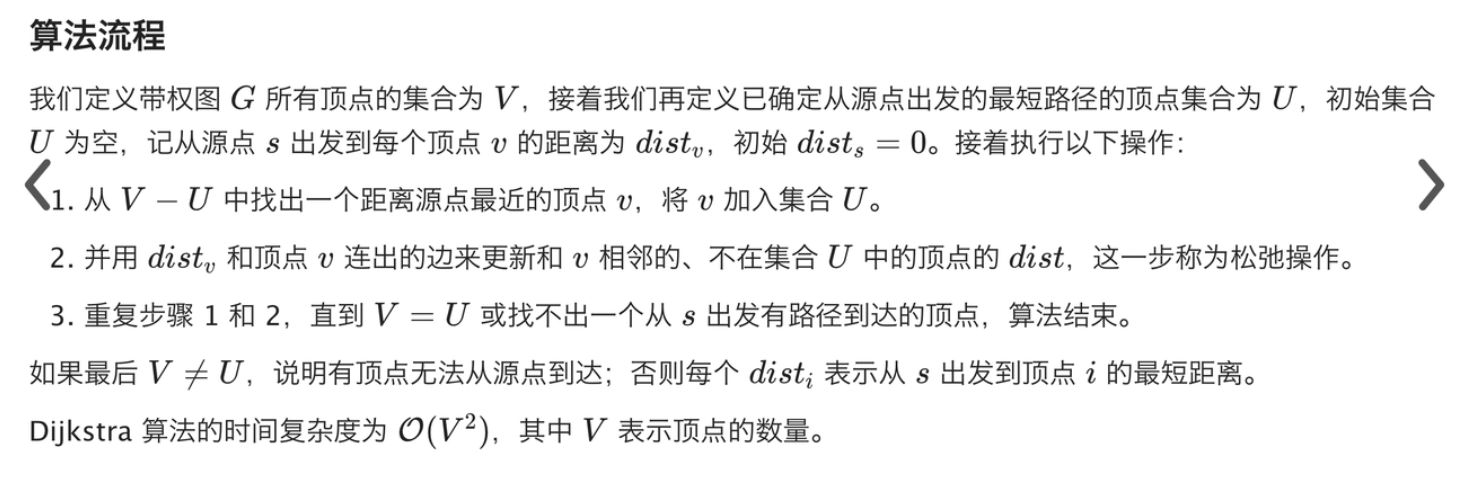 算法流程
我们定义带权图 G 所有顶点的集合为 V，接着我们再定义已确定从源点出发的最短路径的顶点集合为 U，初始集合
U 为空，记从源点 s 出发到每个顶点 v 的距离为 dist_v，初始 dist_s = 0。接着执行以下操作：
1. 从 V − U 中找出一个距离源点最近的顶点 v，将 v 加入集合 U。
2. 并用 dist_v 和顶点 v 连出的边来更新和 v 相邻的、不在集合 U 中的顶点的 dist，这一步称为松弛操作。
3. 重复步骤 1 和 2，直到 V = U 或找不出一个从 s 出发有路径到达的顶点，算法结束。
如果最后 V ≠ U，说明有顶点无法从源点到达；否则每个 dist_i 表示从 s 出发到顶点 i 的最短距离。
Dijkstra 算法的时间复杂度为 O(V²)，其中 V 表示顶点的数量。